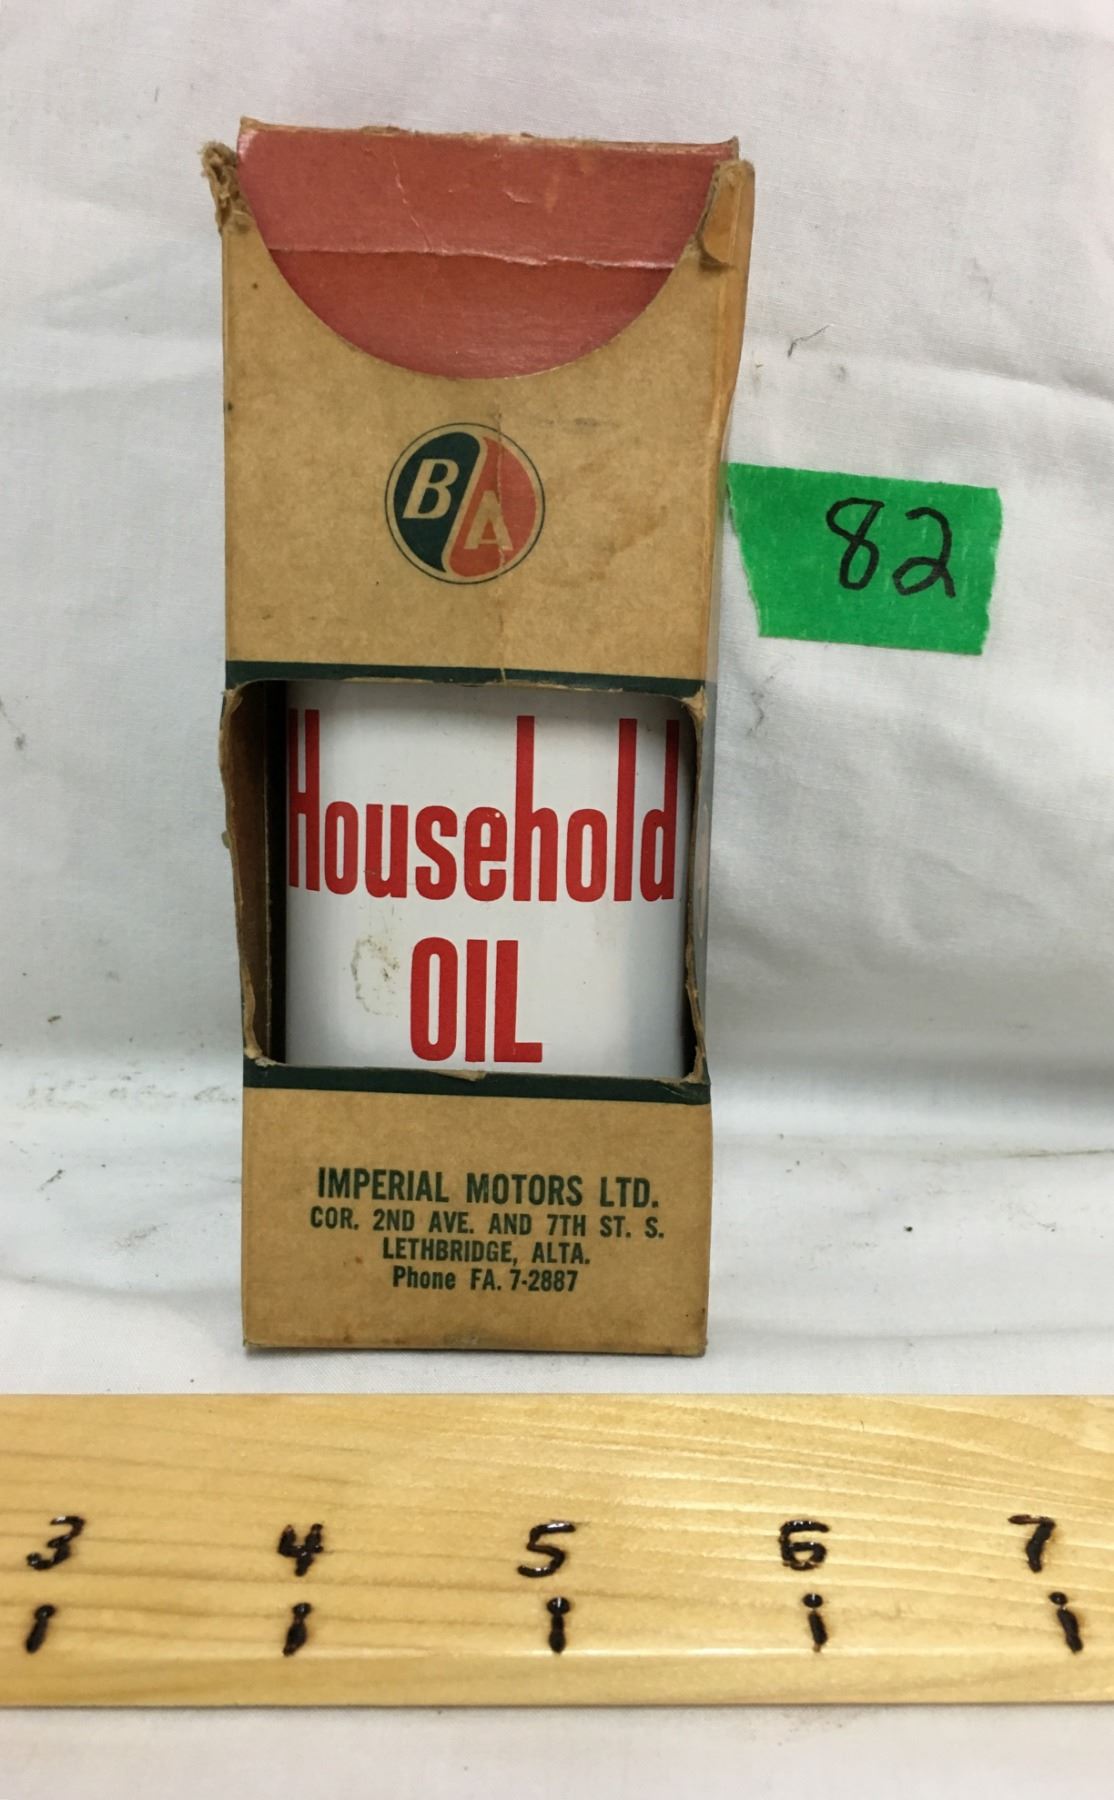 B
A
82
Household
OIL
IMPERIAL MOTORS LTD.
COR. 2ND AVE. AND 7TH ST. S.
LETHBRIDGE, ALTA.
Phone FA. 7-2887
3 4 5 6 7